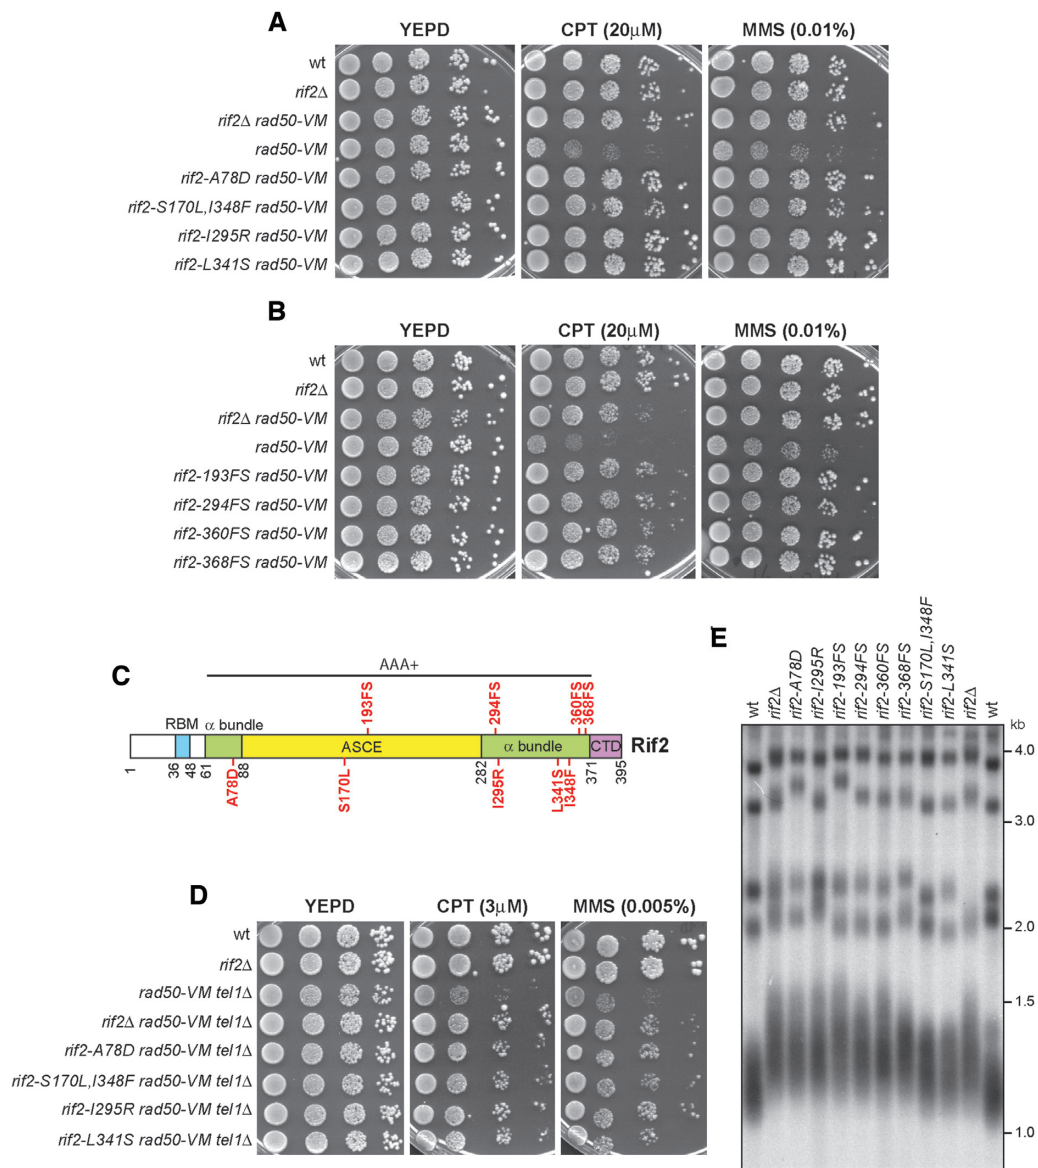 A
YEPD CPT (20μM) MMS (0.01%)
wt
rif2Δ
rif2Δ rad50-VM
rad50-VM
rif2-A78D rad50-VM
rif2-S170L,I348F rad50-VM
rif2-I295R rad50-VM
rif2-L341S rad50-VM
B
YEPD CPT (20μM) MMS (0.01%)
wt
rif2Δ
rif2Δ rad50-VM
rad50-VM
rif2-193FS rad50-VM
rif2-294FS rad50-VM
rif2-360FS rad50-VM
rif2-368FS rad50-VM
C
AAA+
193FS 294FS 360FS 368FS
RBM α bundle
ASCE α bundle CTD Rif2
1 36 48 61 88 282 371 395
A78D S170L I295R L341S I348F
D
YEPD CPT (3μM) MMS (0.005%)
wt
rif2Δ
rad50-VM tel1Δ
rif2Δ rad50-VM tel1Δ
rif2-A78D rad50-VM tel1Δ
rif2-S170L,I348F rad50-VM tel1Δ
rif2-I295R rad50-VM tel1Δ
rif2-L341S rad50-VM tel1Δ
E
wt rif2Δ rif2-A78D rif2-I295R rif2-193FS rif2-294FS rif2-360FS rif2-368FS rif2-S170L,I348F rif2-L341S rif2Δ wt
kb
4.0
3.0
2.0
1.5
1.0